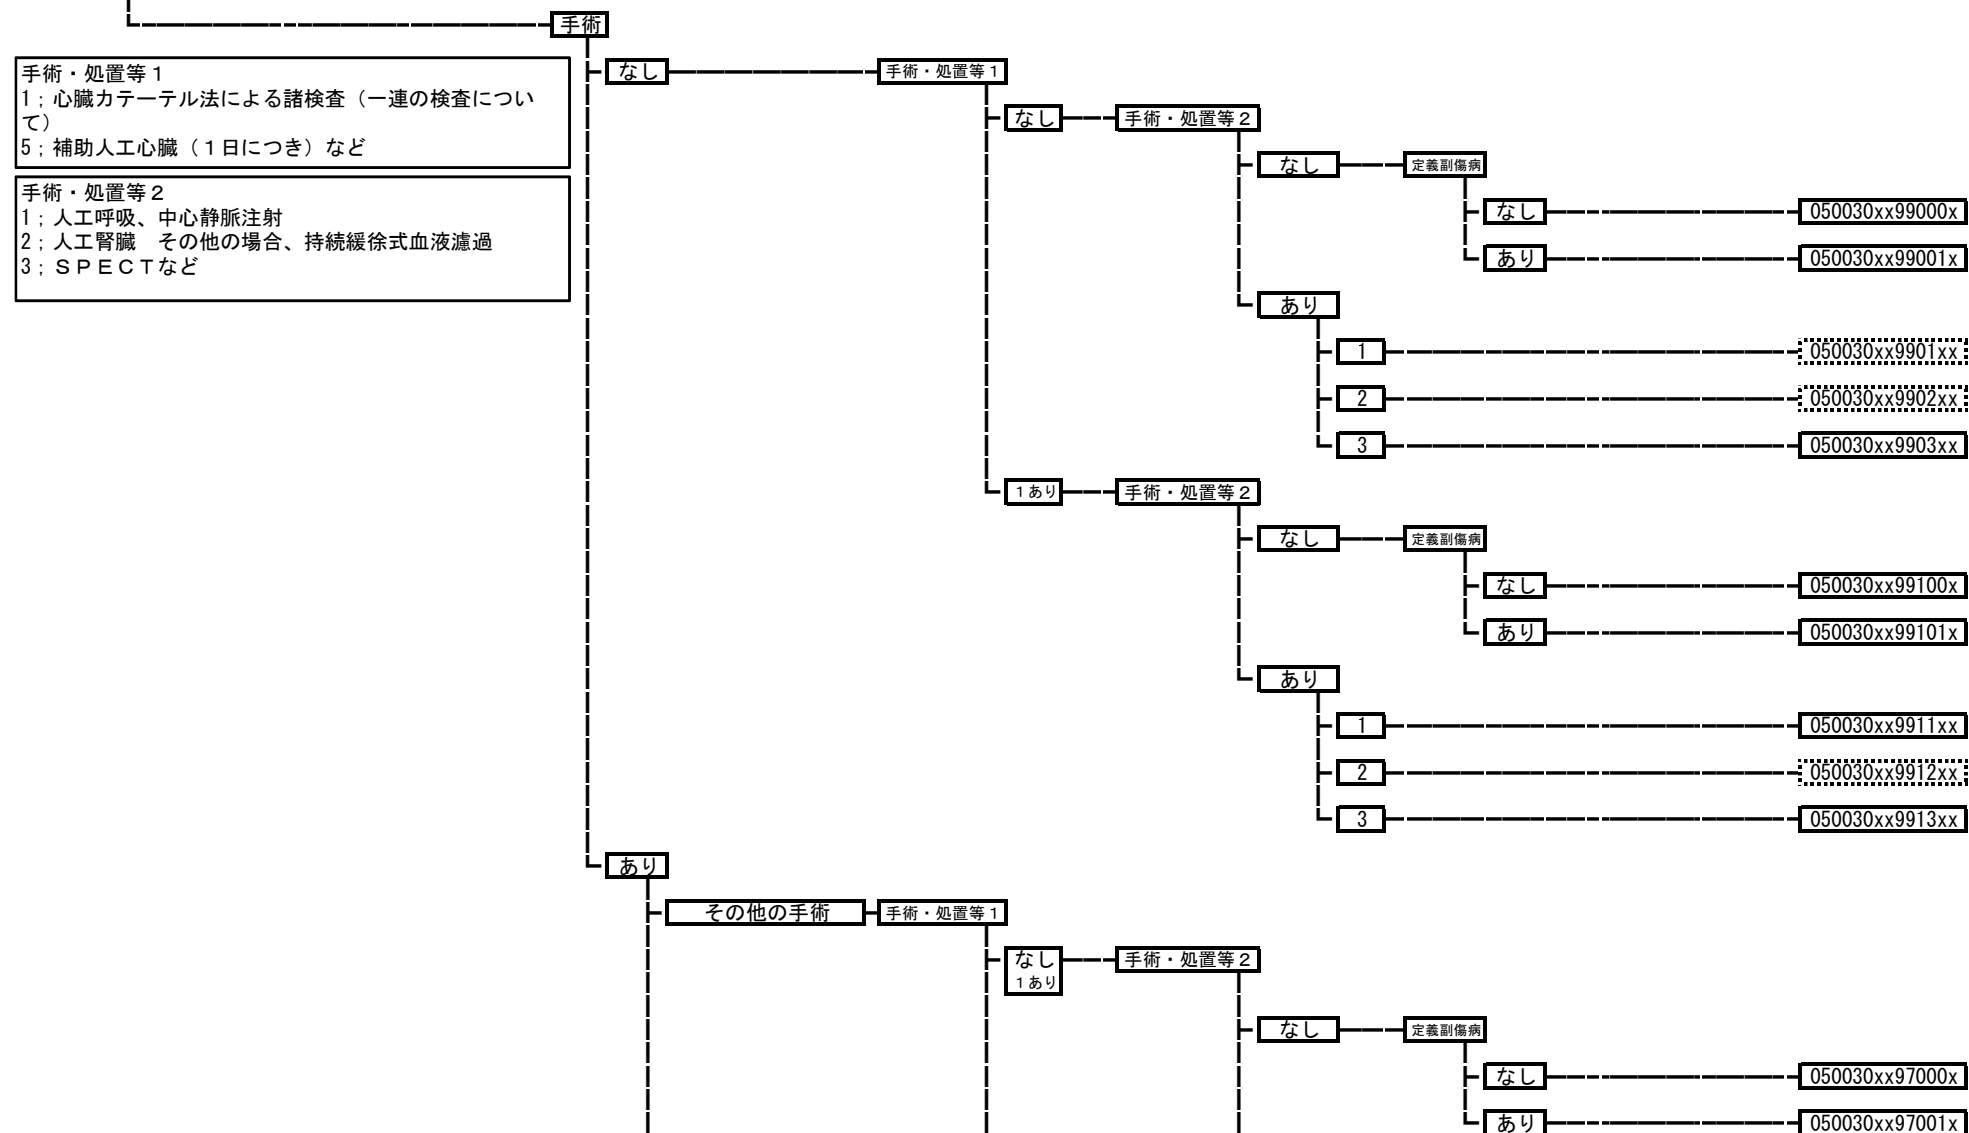 手術
手術・処置等１
1；心臓カテーテル法による諸検査（一連の検査につい
て）
5；補助人工心臓（１日につき）など
手術・処置等２
1；人工呼吸、中心静脈注射
2；人工腎臓　その他の場合、持続緩徐式血液濾過
3；ＳＰＥＣＴなど
なし 手術・処置等１
なし 手術・処置等２
なし 定義副傷病
なし 050030xx99000x
あり 050030xx99001x
あり
1 050030xx9901xx
2 050030xx9902xx
3 050030xx9903xx
１あり 手術・処置等２
なし 定義副傷病
なし 050030xx99100x
あり 050030xx99101x
あり
1 050030xx9911xx
2 050030xx9912xx
3 050030xx9913xx
あり
その他の手術 手術・処置等１
なし 手術・処置等２
１あり
なし 定義副傷病
なし 050030xx97000x
あり 050030xx97001x